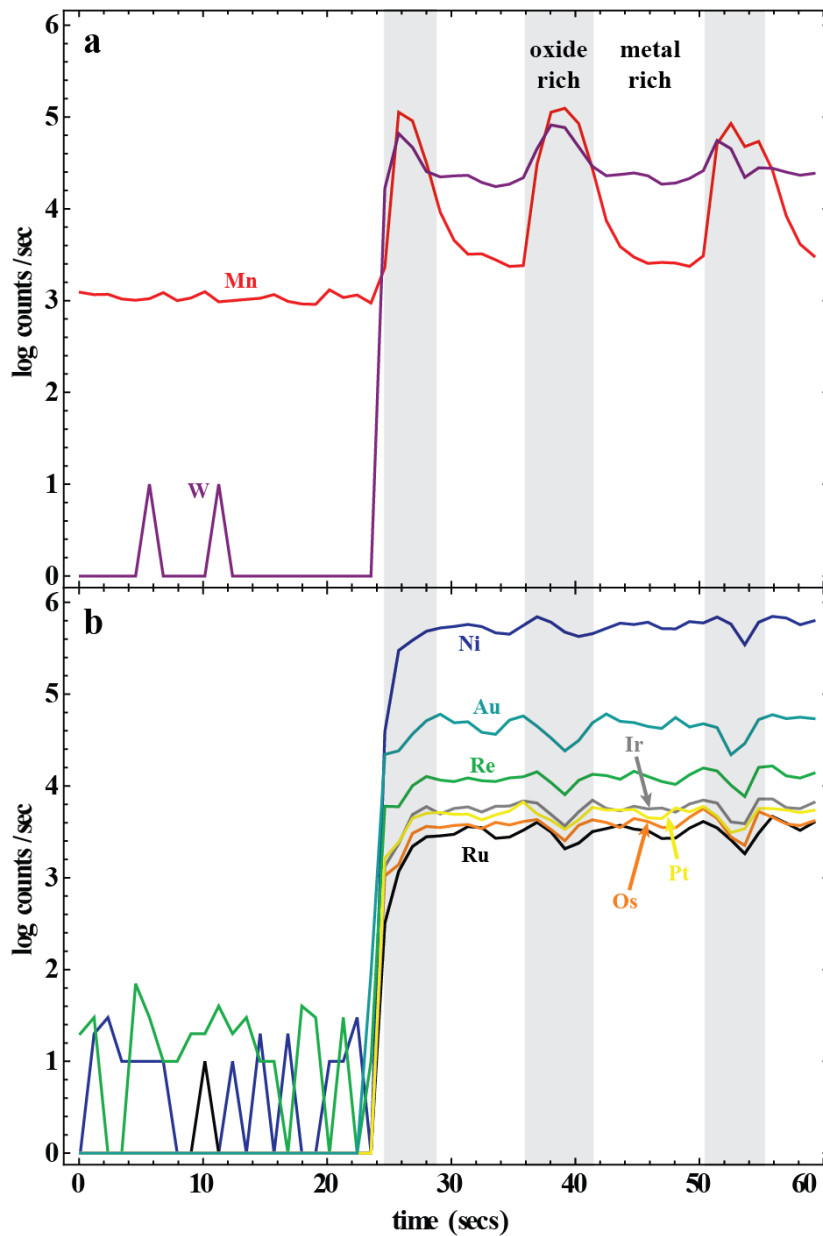 a
oxide rich
metal rich
6
5
4
3
2
1
0
log counts/sec
Mn
W
b
6
5
4
3
2
1
0
log counts/sec
Ni
Au
Ir
Re
Ru
Pt
Os
0 10 20 30 40 50 60
time (secs)